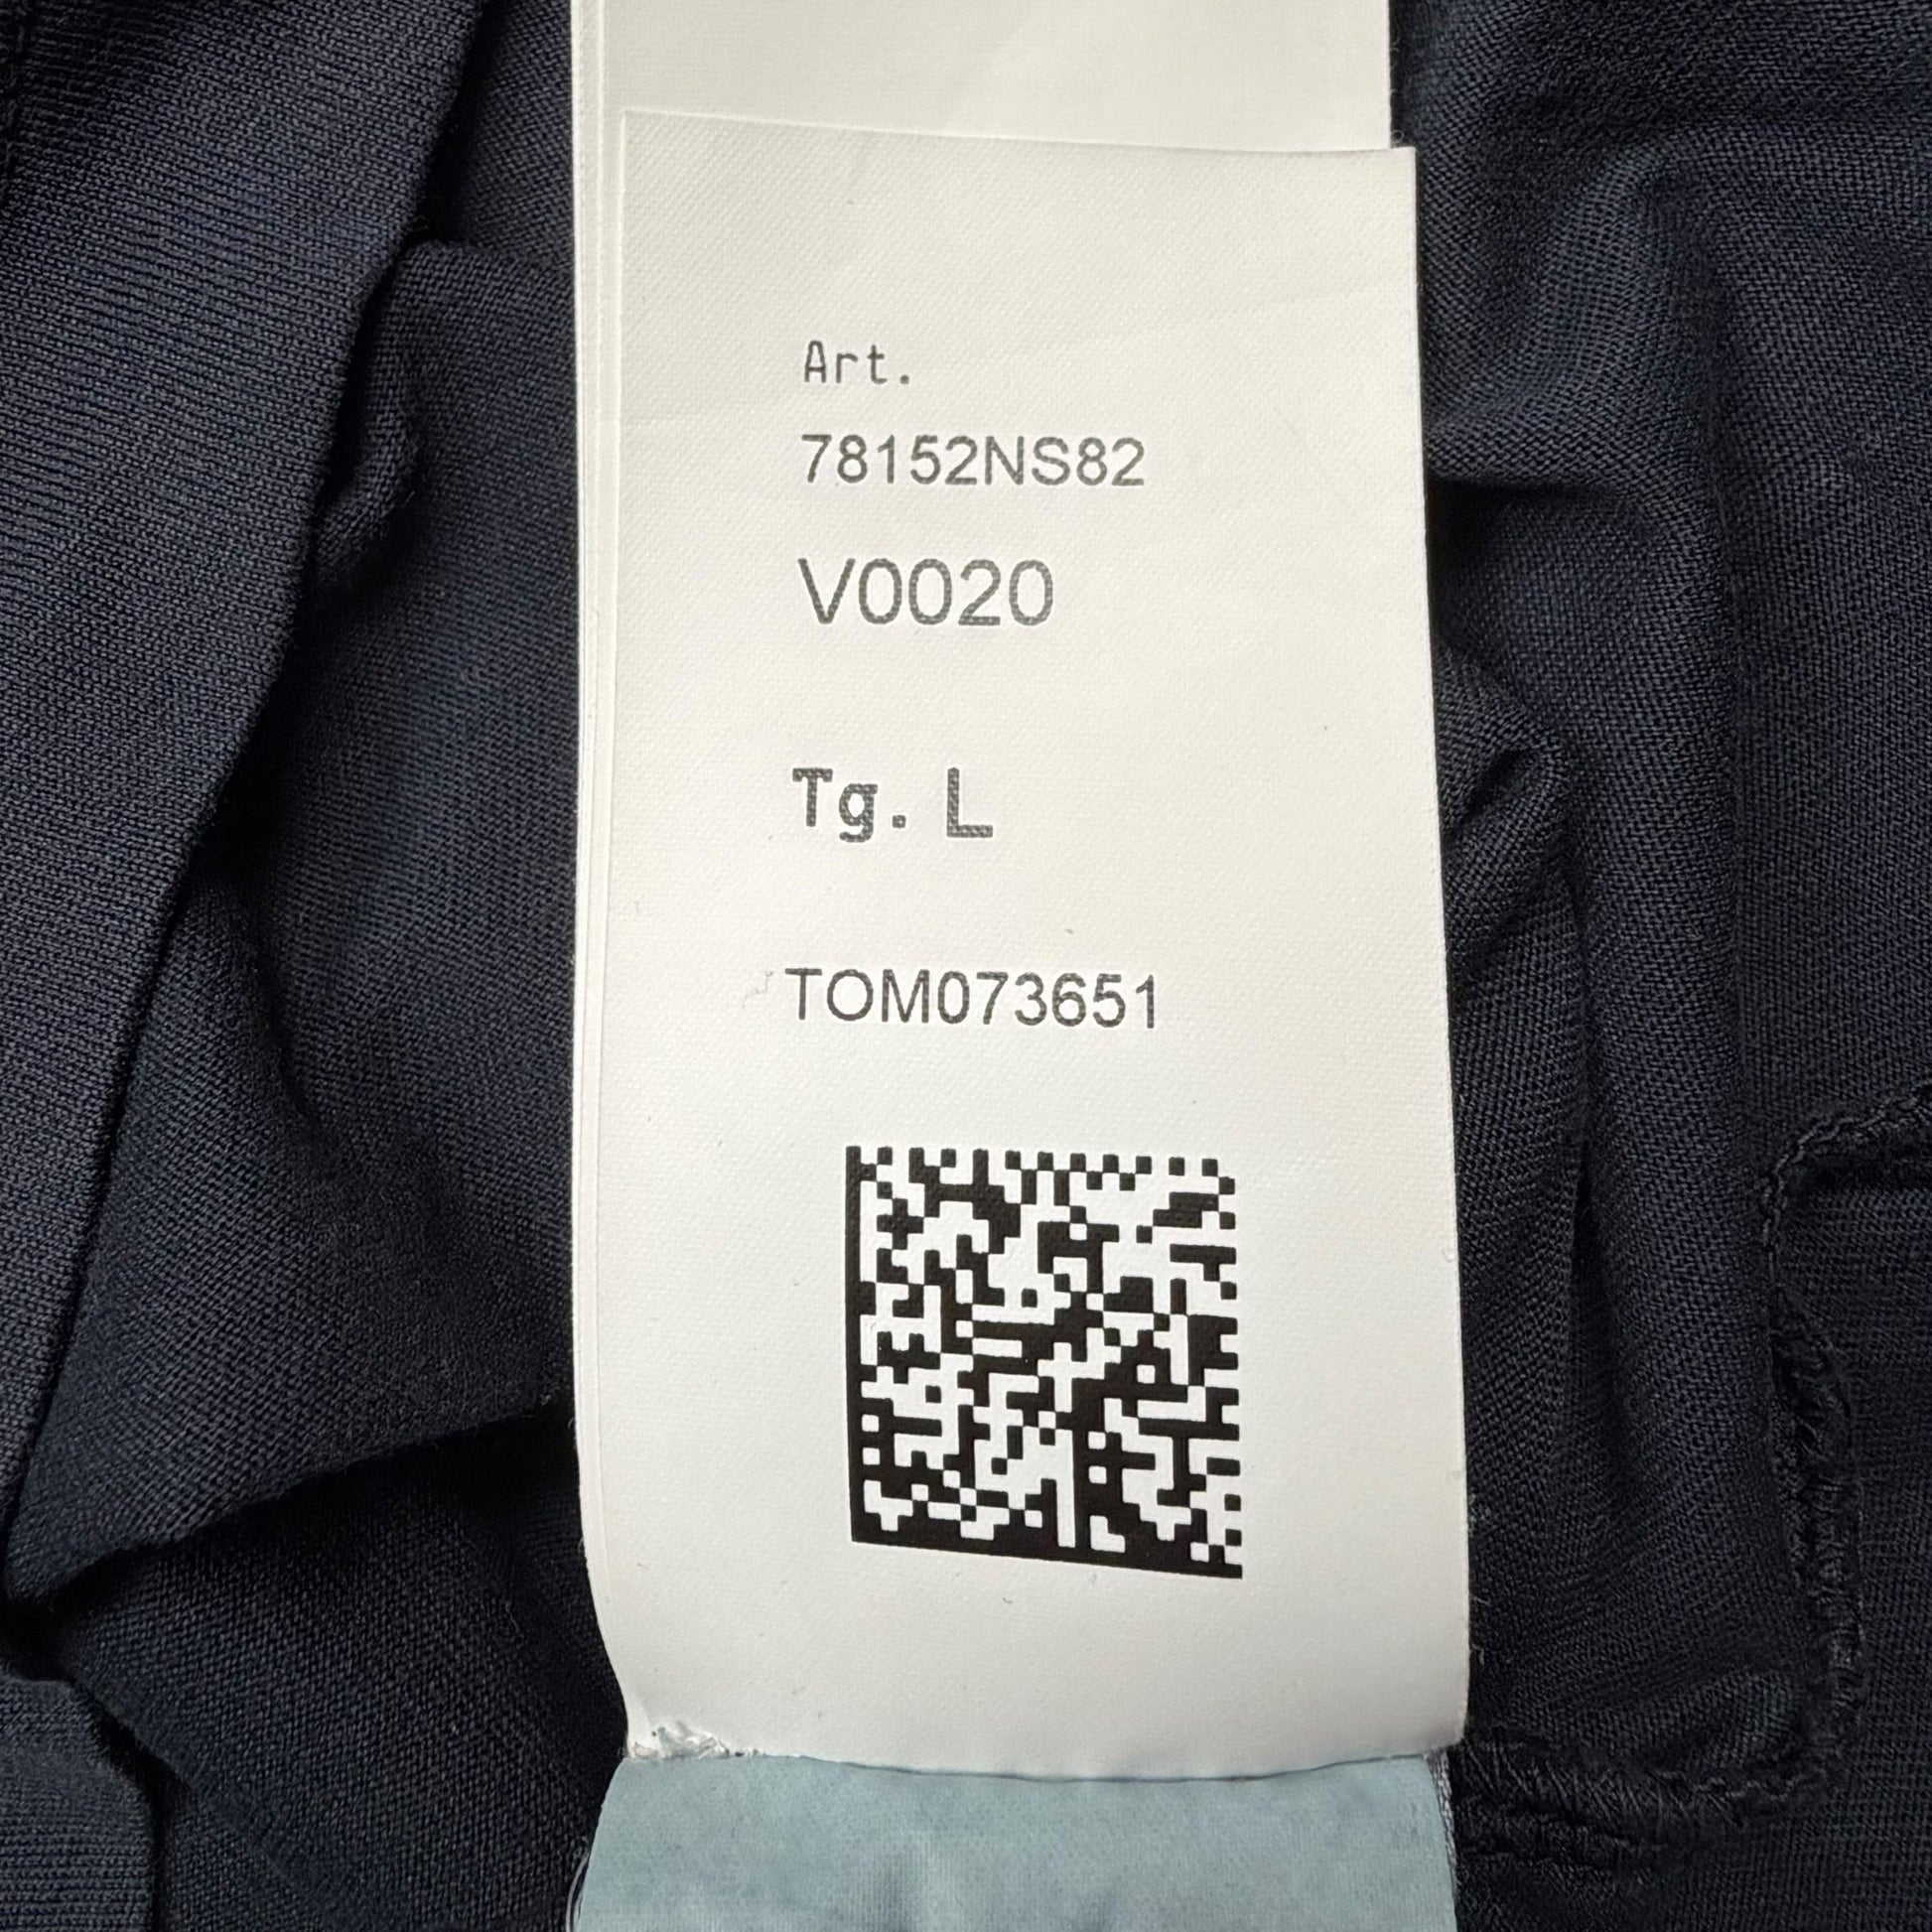 Art.
78152NS82
V0020
Tg. L
TOM073651